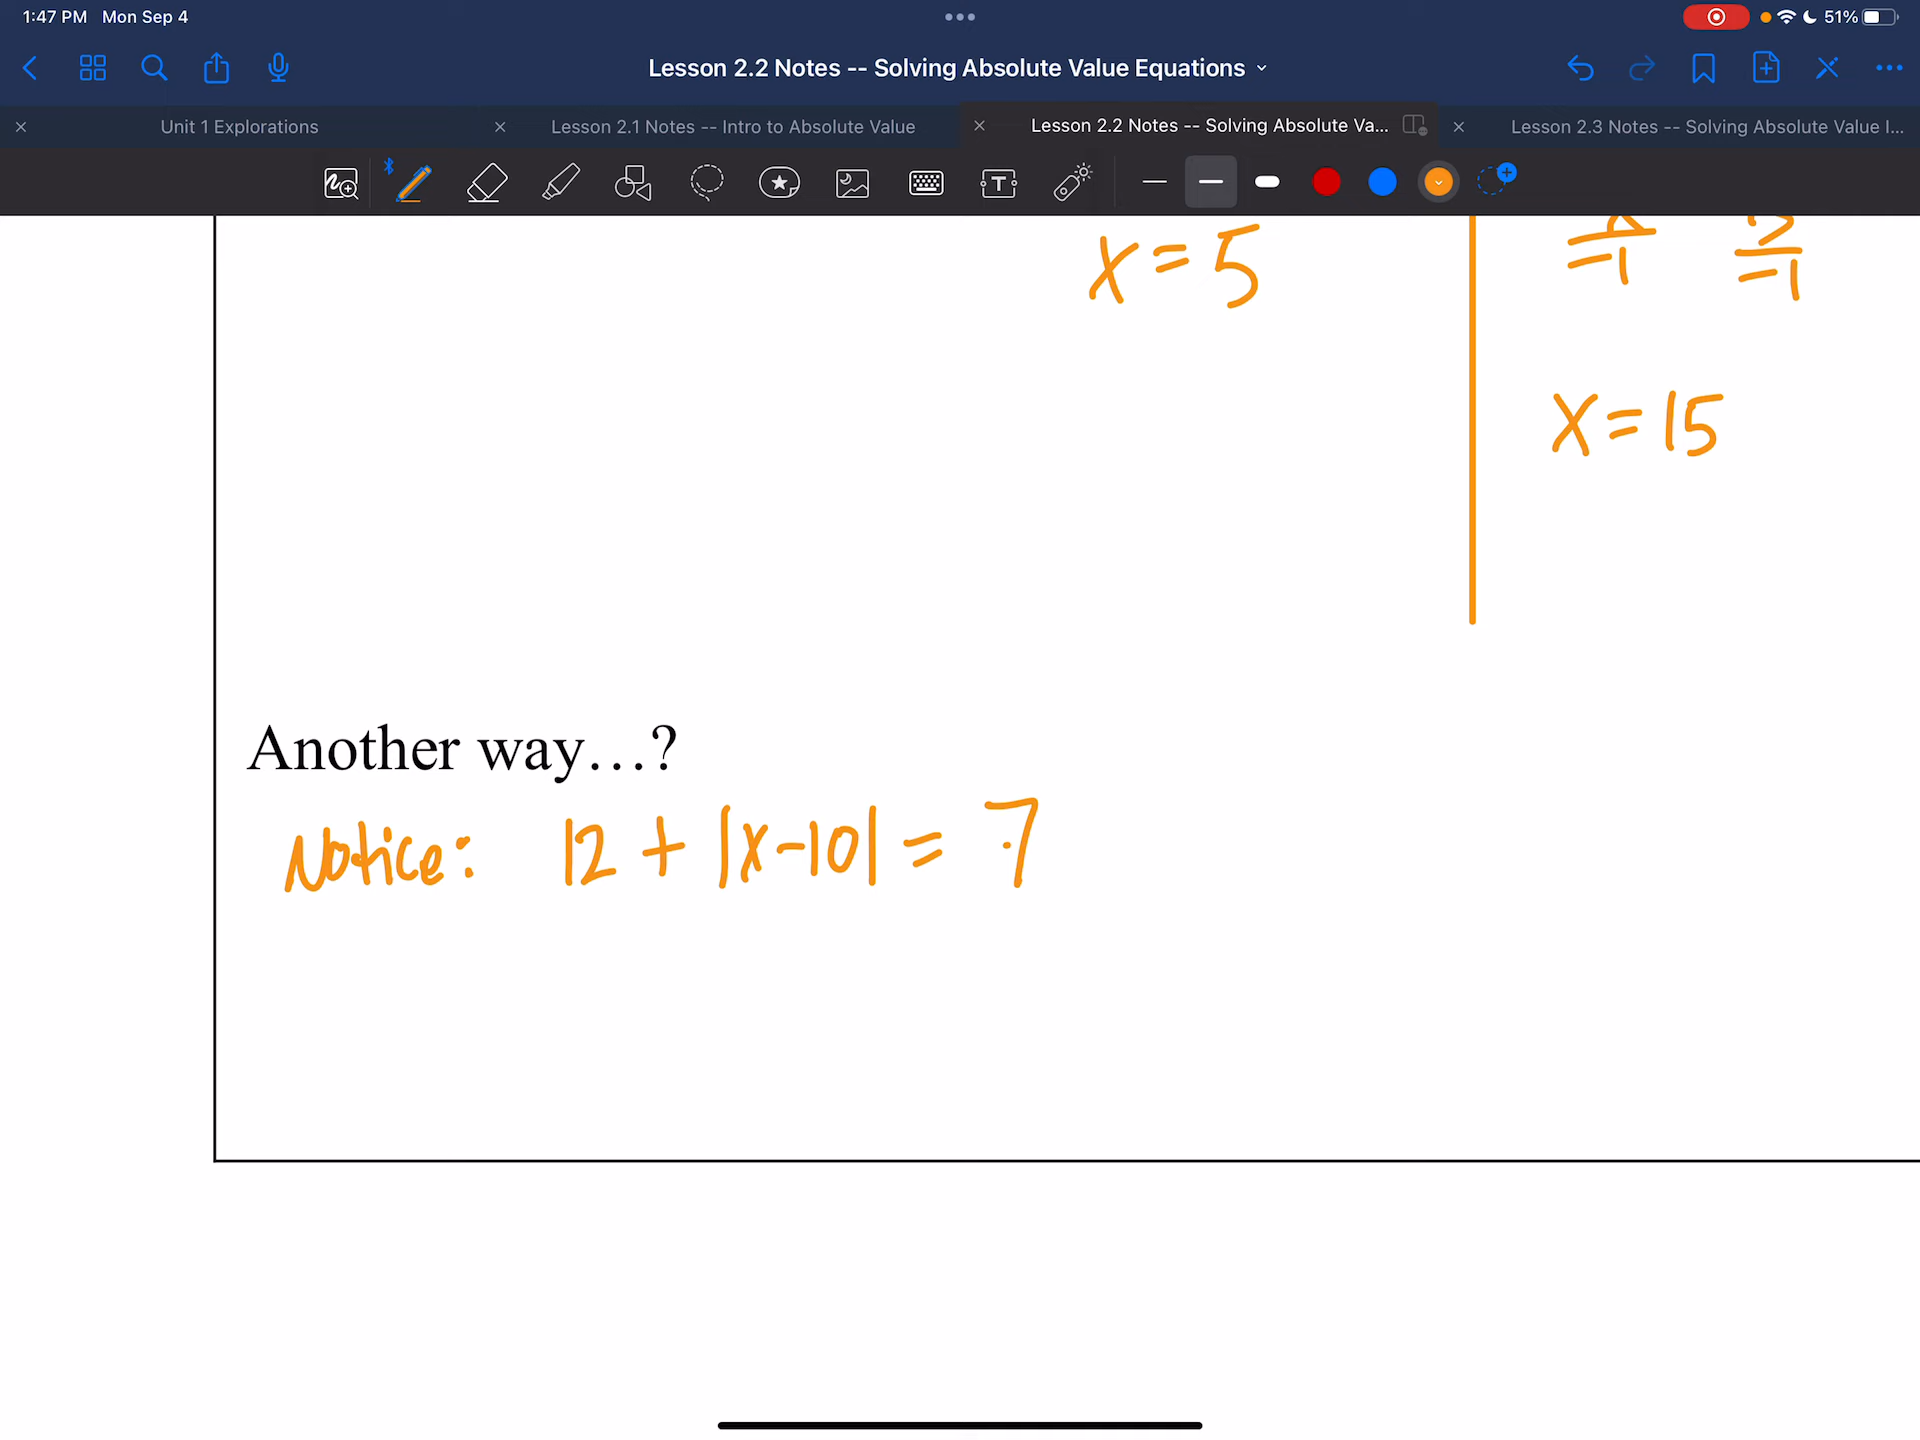 1:47 PM Mon Sep 4
51%
Lesson 2.2 Notes -- Solving Absolute Value Equations
Unit 1 Explorations
Lesson 2.1 Notes -- Intro to Absolute Value
Lesson 2.2 Notes -- Solving Absolute Va...
Lesson 2.3 Notes -- Solving Absolute Value I...
T
x = 5
-1 -1
x = 15
Another way…?
Notice: 12 + |x-10| = 7